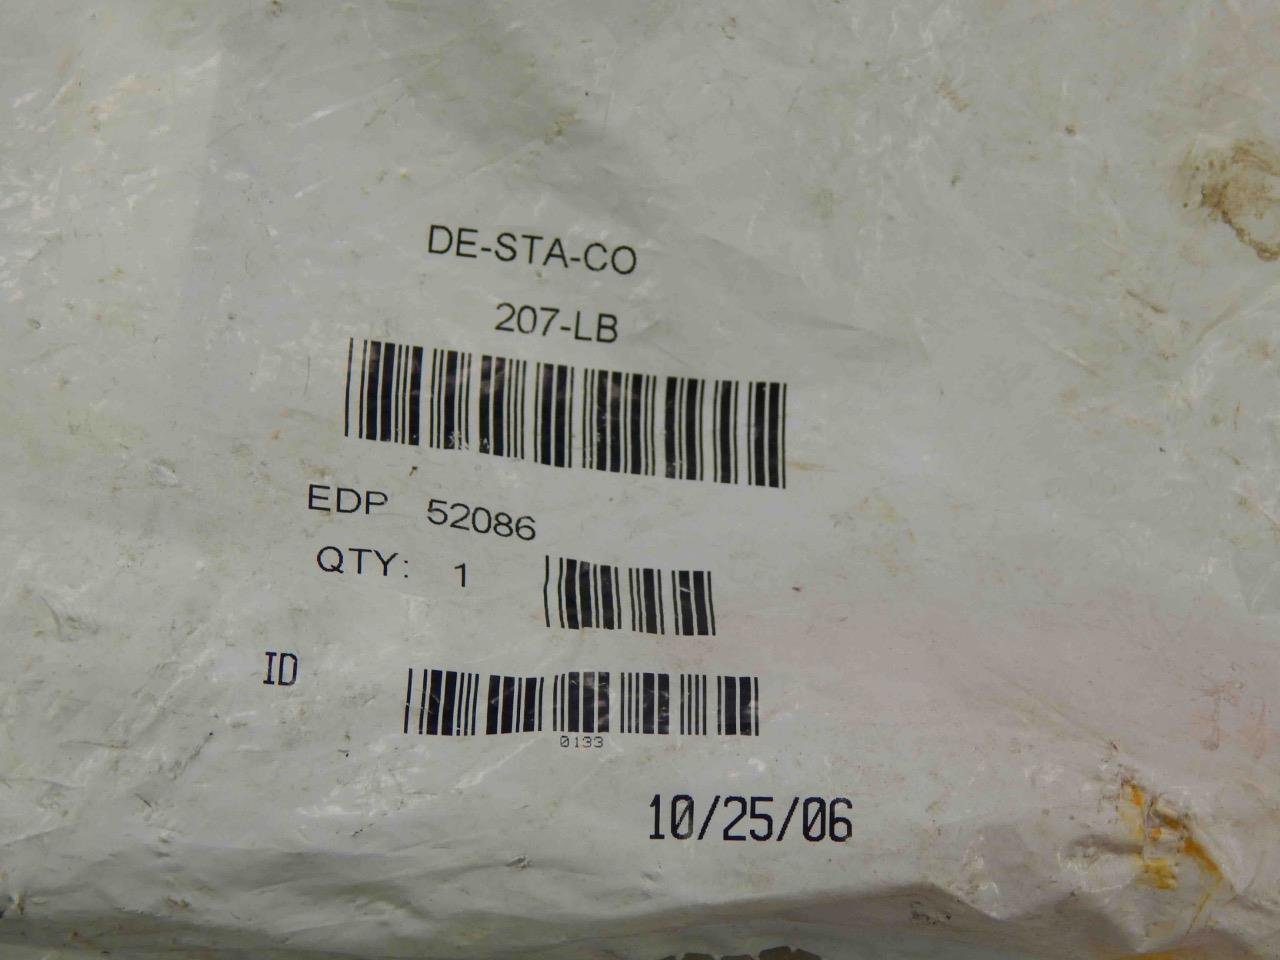 DE-STA-CO
207-LB
EDP 52086
QTY: 1
ID
0133
10/25/06